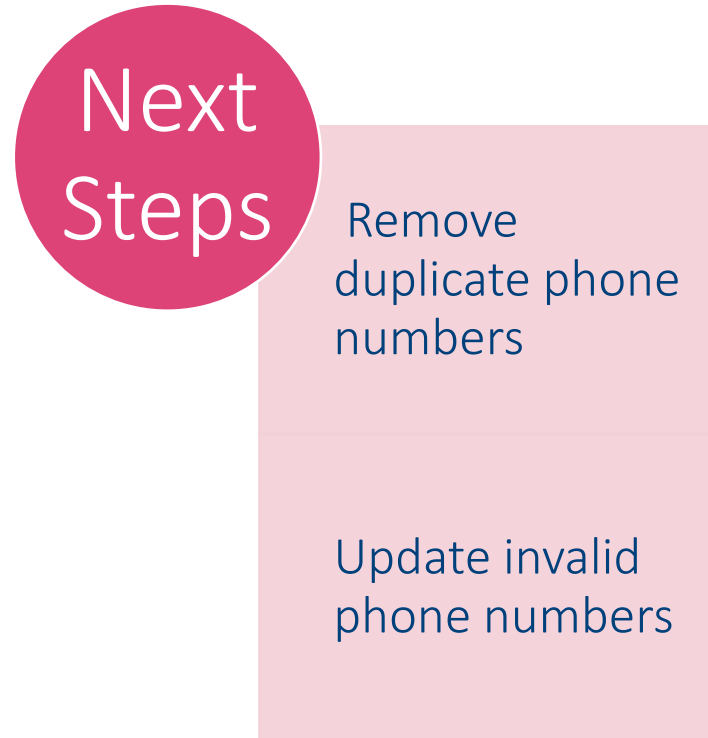 Next
Steps
Remove
duplicate phone
numbers
Update invalid
phone numbers